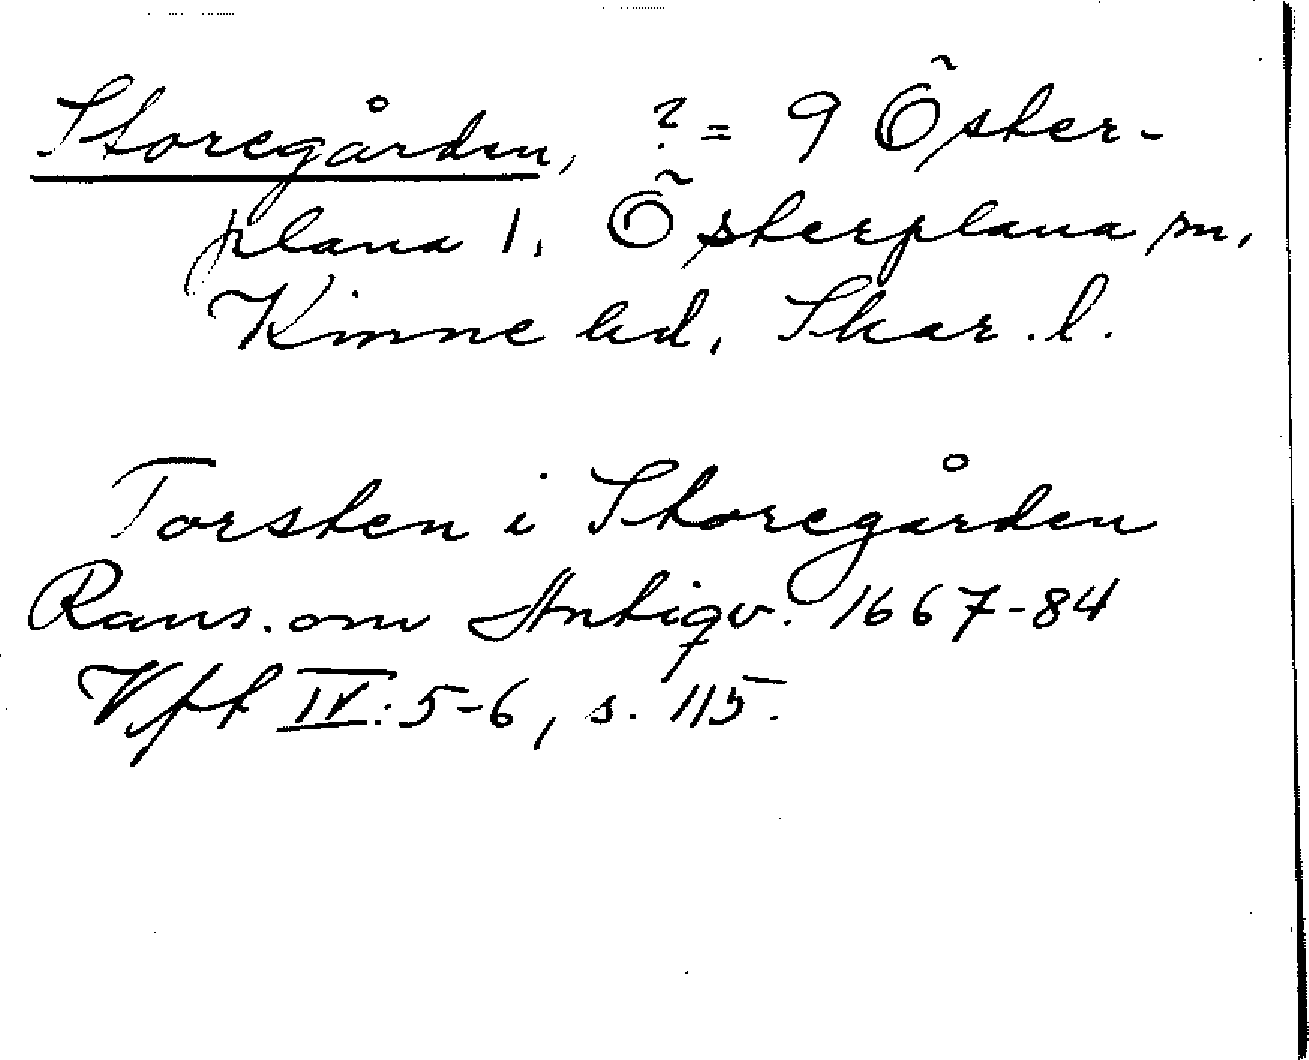 Storegården, ? = 9 Öster-
plana 1, Österplana sn,
Kinne hd, Skar. l.
Torsten i Storegården
Rans. om Antiqv. 1667-84
Vft IV:5-6, s. 115.